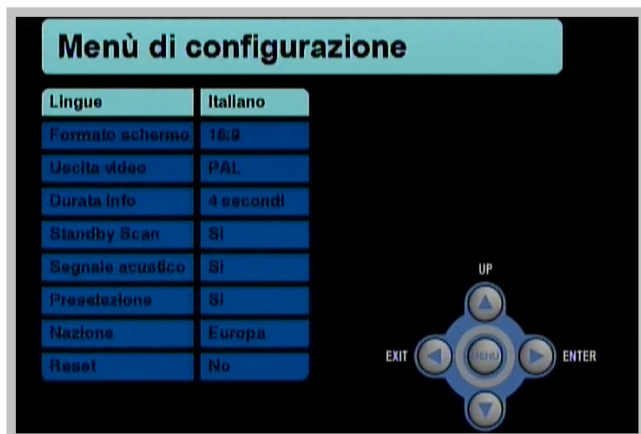 Menù di configurazione
Lingue Italiano
Formato schermo 16:9
Uscita video PAL
Durata info 4 secondi
Standby Scan Si
Segnale acustico Si
Preselezione Si
Nazione Europa
Reset No
UP
EXIT MENU ENTER